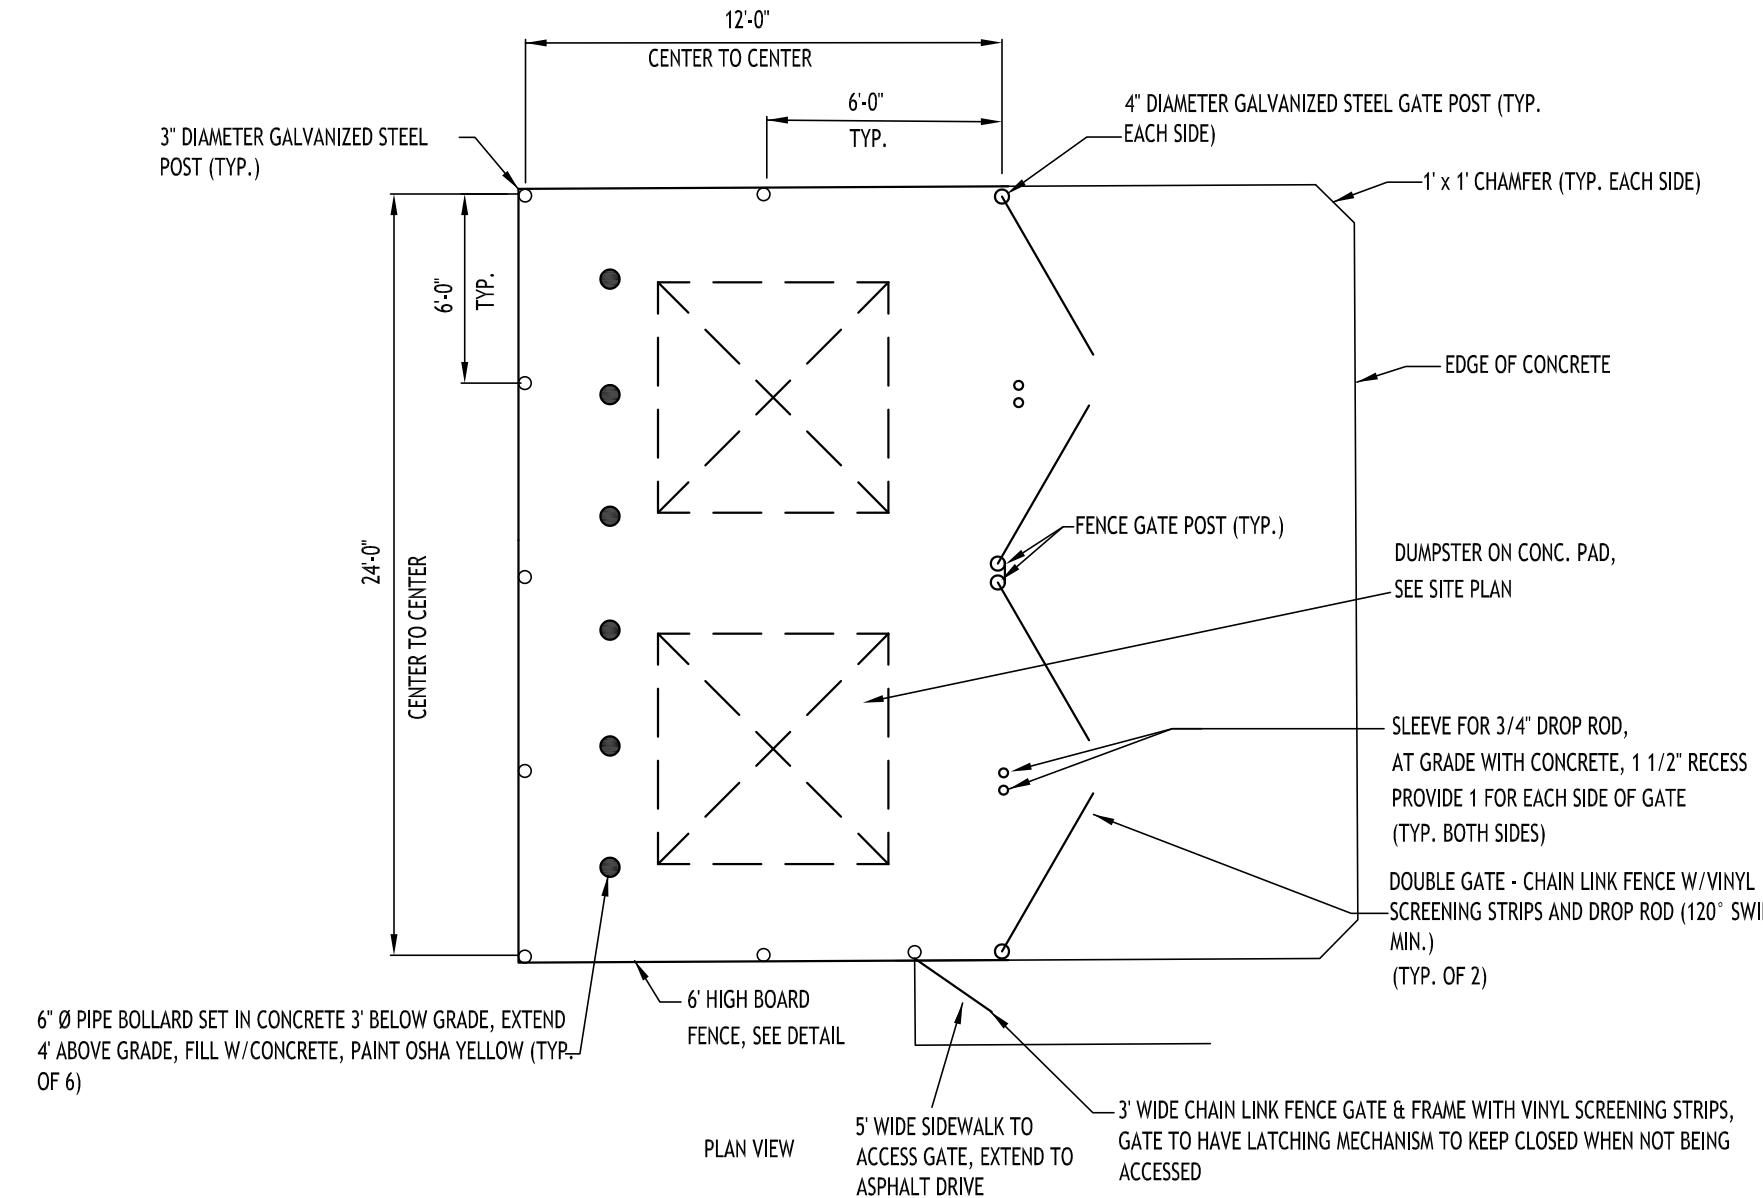 12'-0"
CENTER TO CENTER
6'-0"
TYP.
4" DIAMETER GALVANIZED STEEL GATE POST (TYP.
EACH SIDE)
3" DIAMETER GALVANIZED STEEL
POST (TYP.)
1' x 1' CHAMFER (TYP. EACH SIDE)
6'-0"
TYP.
EDGE OF CONCRETE
FENCE GATE POST (TYP.)
24'-0"
CENTER TO CENTER
DUMPSTER ON CONC. PAD,
SEE SITE PLAN
SLEEVE FOR 3/4" DROP ROD,
AT GRADE WITH CONCRETE, 1 1/2" RECESS
PROVIDE 1 FOR EACH SIDE OF GATE
(TYP. BOTH SIDES)
DOUBLE GATE - CHAIN LINK FENCE W/VINYL
SCREENING STRIPS AND DROP ROD (120°
MIN.)
(TYP. OF 2)
6' HIGH BOARD
FENCE, SEE DETAIL
6" Ø PIPE BOLLARD SET IN CONCRETE 3' BELOW GRADE, EXTEND
4' ABOVE GRADE, FILL W/CONCRETE, PAINT OSHA YELLOW (TYP.
OF 6)
PLAN VIEW
5' WIDE SIDEWALK TO
ACCESS GATE, EXTEND TO
ASPHALT DRIVE
3' WIDE CHAIN LINK FENCE GATE & FRAME WITH VINYL SCREENING STRIPS,
GATE TO HAVE LATCHING MECHANISM TO KEEP CLOSED WHEN NOT BEING
ACCESSED